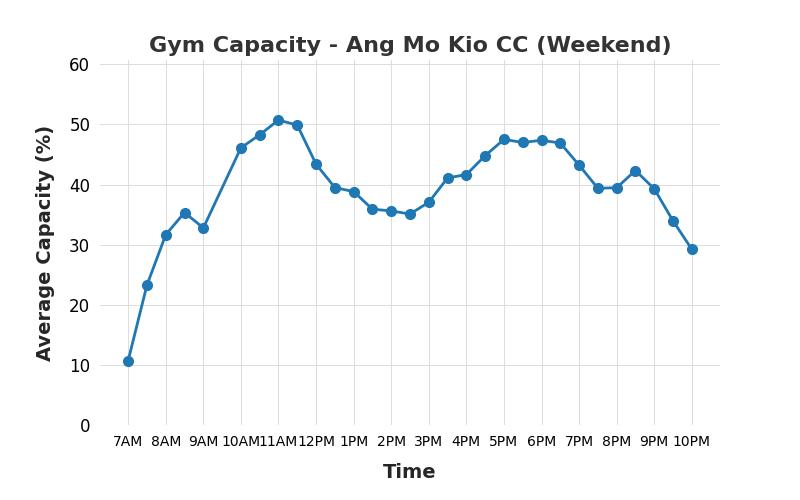 Gym Capacity - Ang Mo Kio CC (Weekend)
60
50
40
30
20
10
0
Average Capacity (%)
7AM 8AM 9AM 10AM 11AM 12PM 1PM 2PM 3PM 4PM 5PM 6PM 7PM 8PM 9PM 10PM
Time